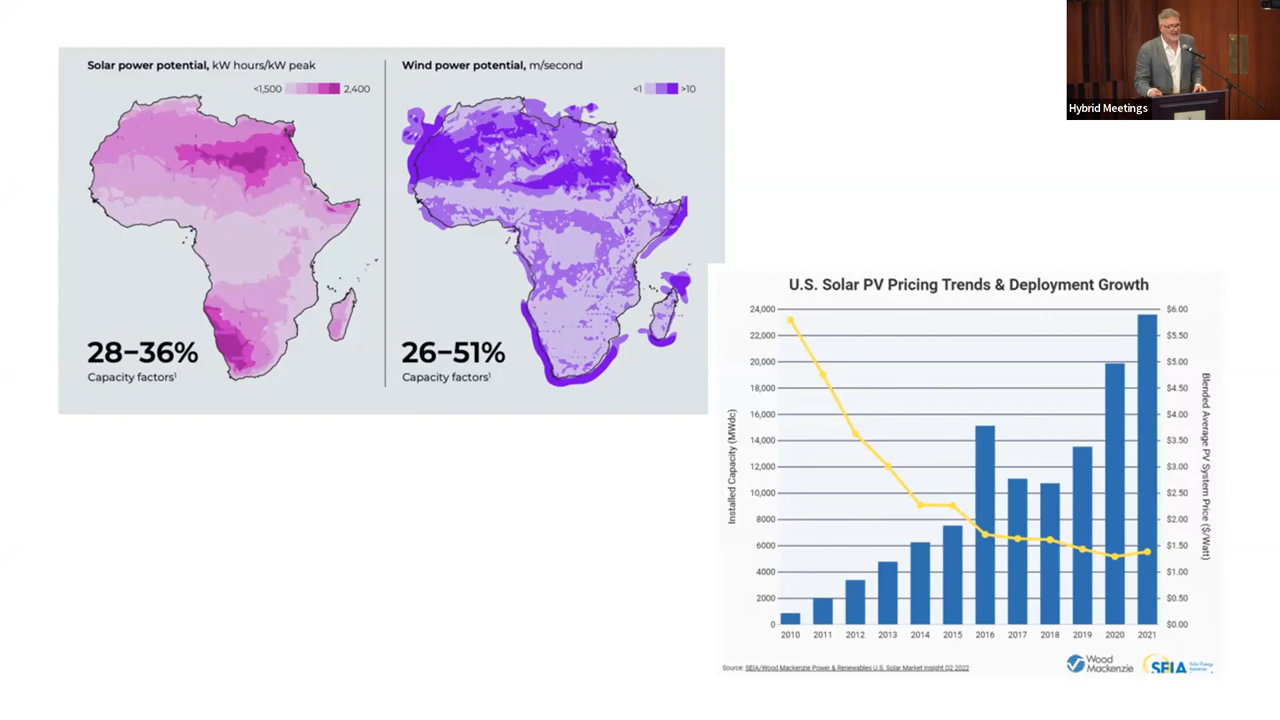 Solar power potential, kW hours/kW peak
<1,500 2,400
28–36%
Capacity factors¹
Wind power potential, m/second
<1 >10
26–51%
Capacity factors¹
Hybrid Meetings
U.S. Solar PV Pricing Trends & Deployment Growth
Installed Capacity (MWdc)
24,000
22,000
20,000
18,000
16,000
14,000
12,000
10,000
8000
6000
4000
2000
0
$6.00
$5.50
$5.00
$4.50
$4.00
$3.50
$3.00
$2.50
$2.00
$1.50
$1.00
$0.50
$0.00
Blended Average PV System Price ($/Watt)
2010 2011 2012 2013 2014 2015 2016 2017 2018 2019 2020 2021
Source: SEIA/Wood Mackenzie Power & Renewables U.S. Solar Market Insight Q2 2022
Wood
Mackenzie
SEIA
Solar Energy